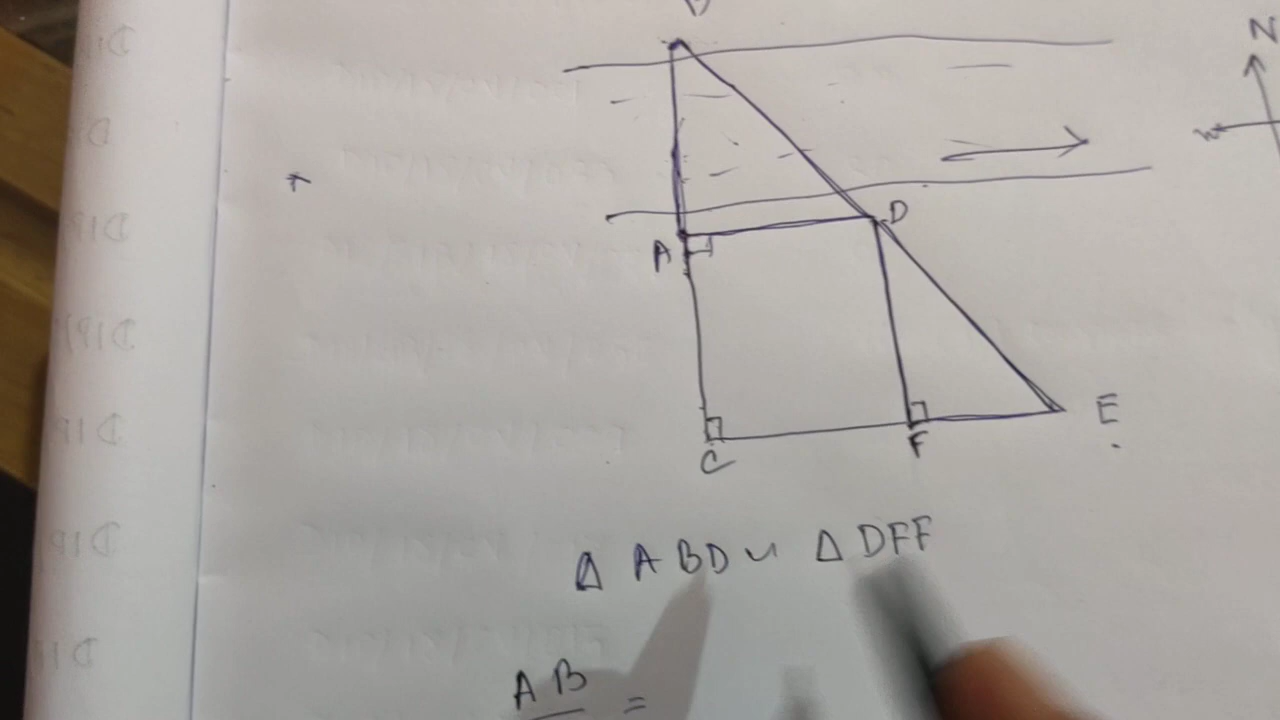 N
A
D
E
C
F
Δ ABD ~ Δ DFF
AB =